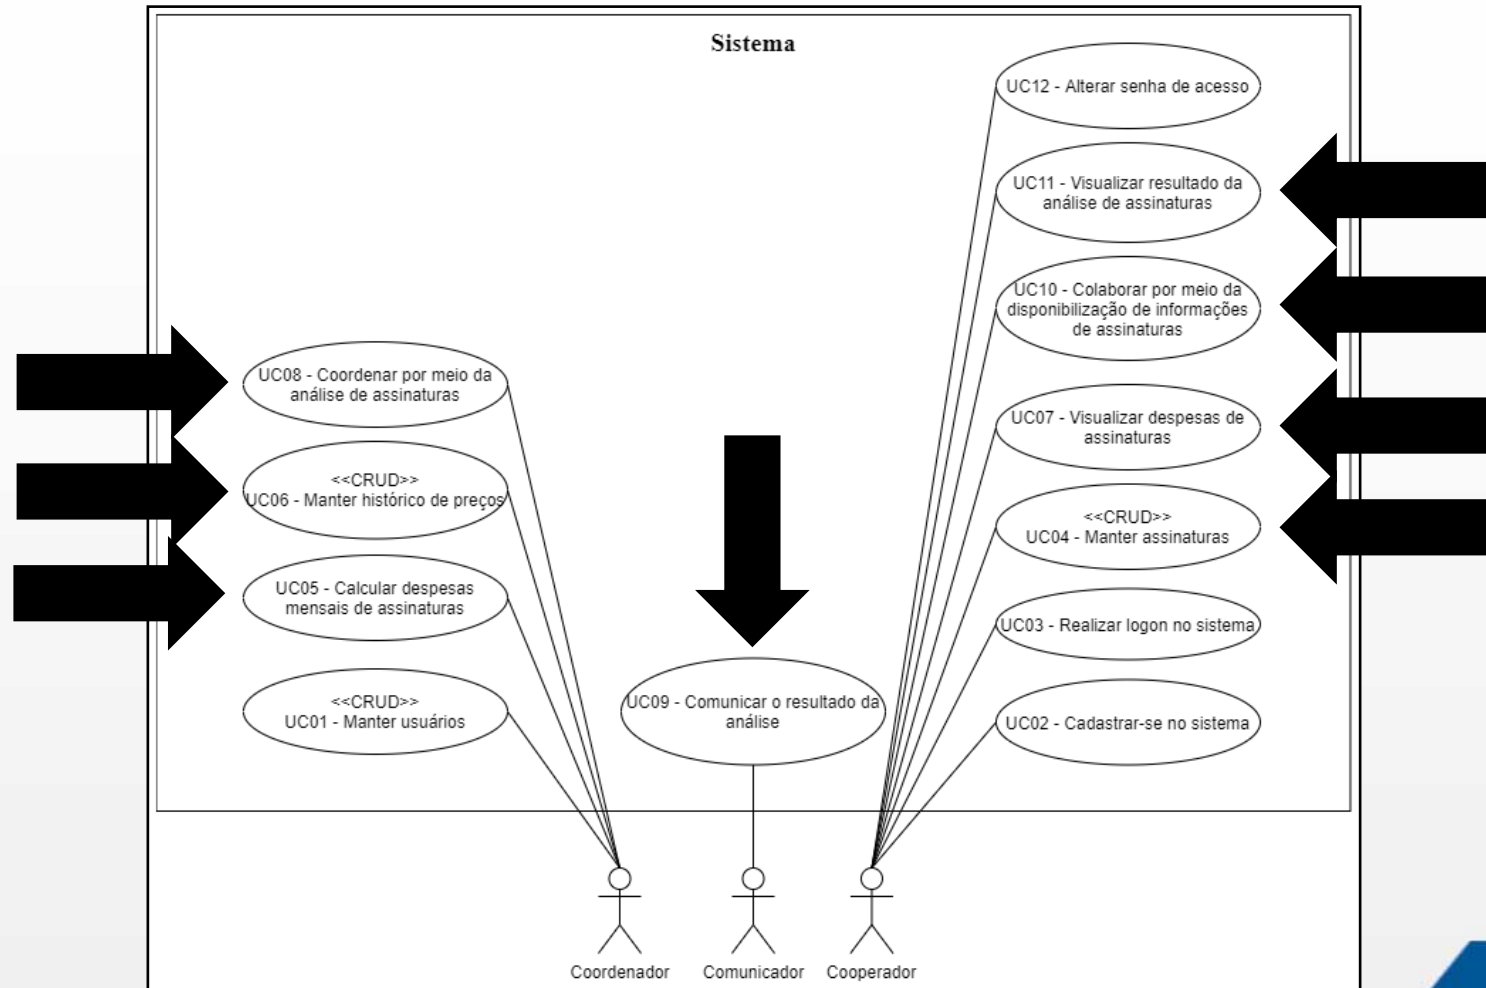 Sistema
UC12 - Alterar senha de acesso
UC11 - Visualizar resultado da
análise de assinaturas
UC10 - Colaborar por meio da
disponibilização de informações
de assinaturas
UC08 - Coordenar por meio da
análise de assinaturas
UC07 - Visualizar despesas de
assinaturas
<<CRUD>>
UC06 - Manter histórico de preços
<<CRUD>>
UC04 - Manter assinaturas
UC05 - Calcular despesas
mensais de assinaturas
UC03 - Realizar logon no sistema
<<CRUD>>
UC01 - Manter usuários
UC09 - Comunicar o resultado da
análise
UC02 - Cadastrar-se no sistema
Coordenador
Comunicador
Cooperador